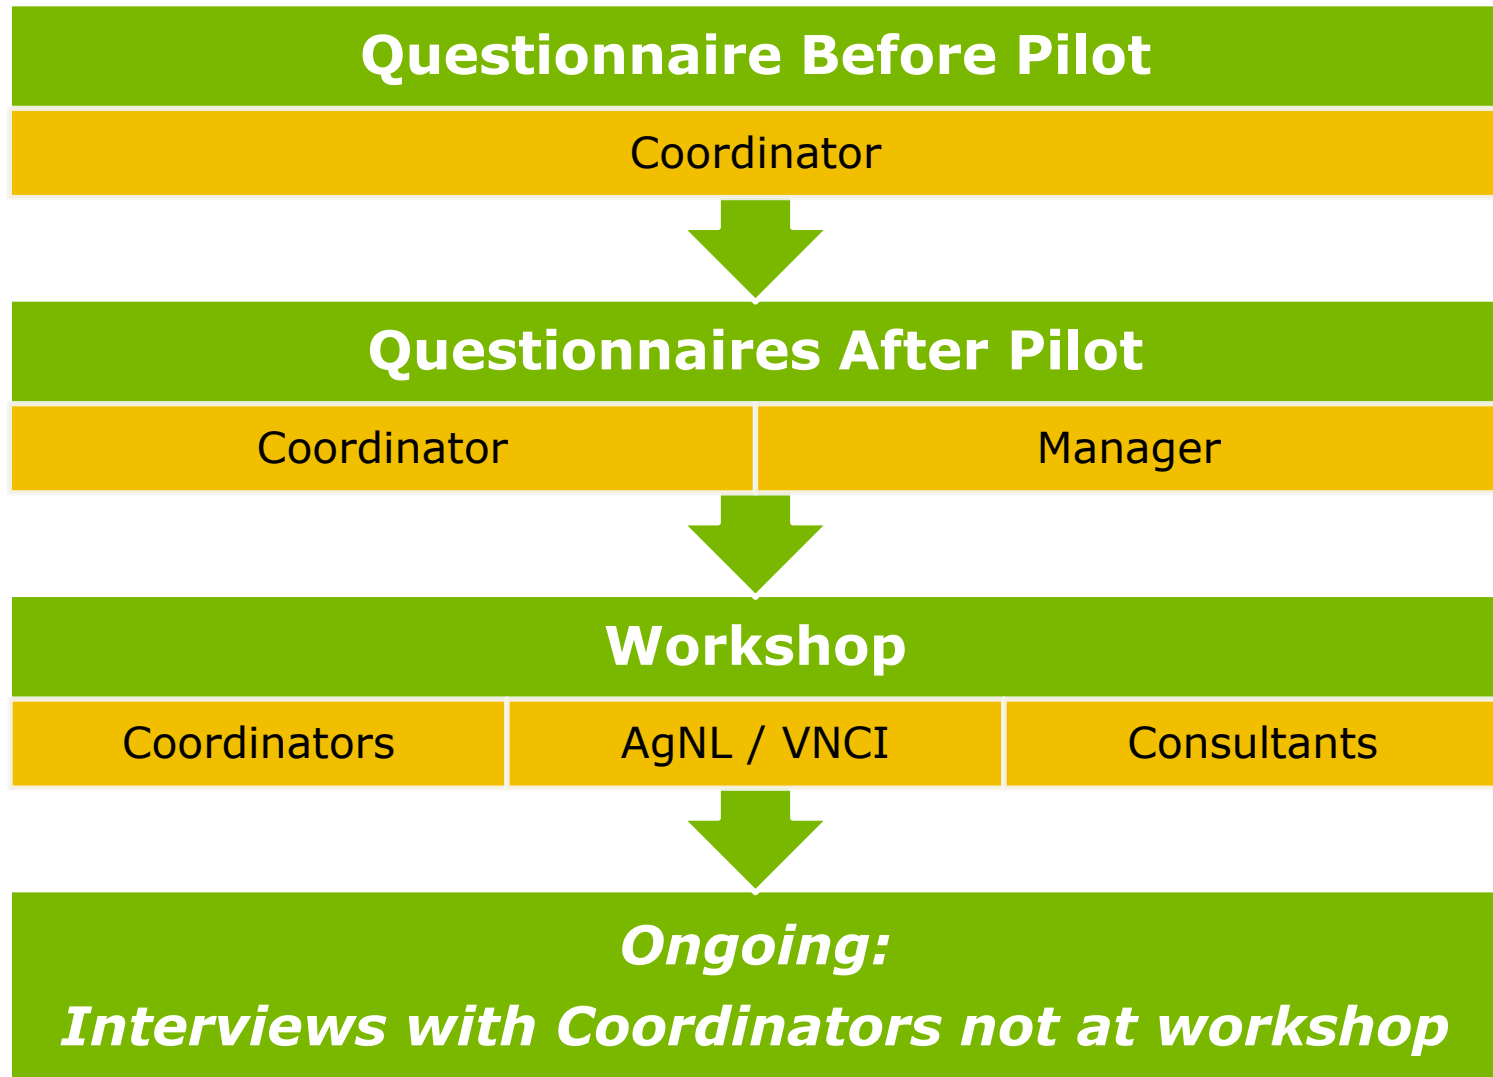 Questionnaire Before Pilot
Coordinator
Questionnaires After Pilot
Coordinator
Manager
Workshop
Coordinators
AgNL / VNCI
Consultants
Ongoing:
Interviews with Coordinators not at workshop